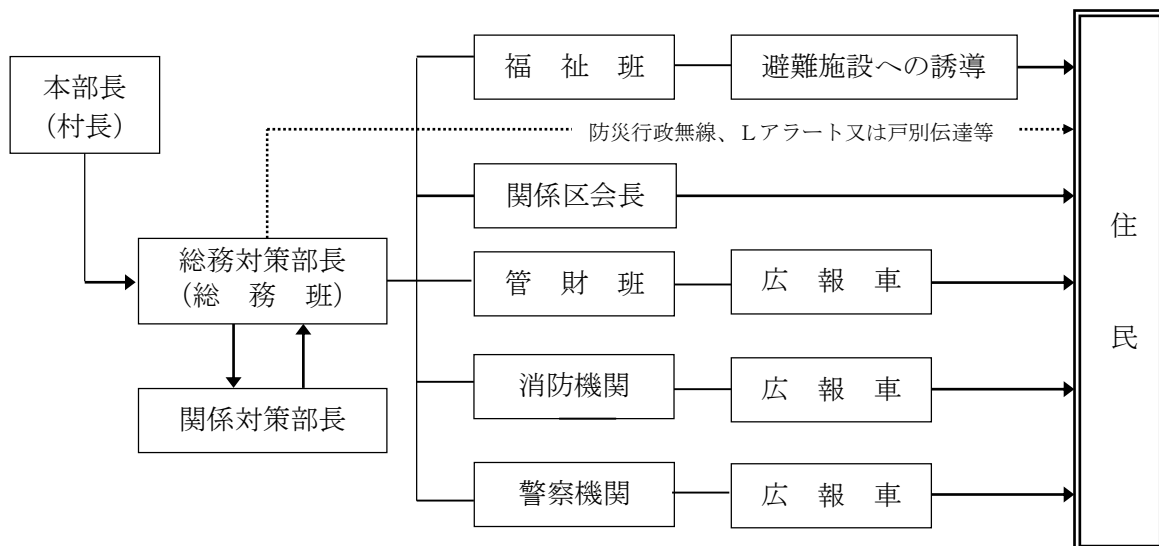 福　祉　班
避難施設への誘導
本部長
（村長）
防災行政無線、Ｌアラート又は戸別伝達等
関係区会長
住
民
総務対策部長
（総　務　班）
管　財　班
広　報　車
消防機関
広　報　車
関係対策部長
警察機関
広　報　車